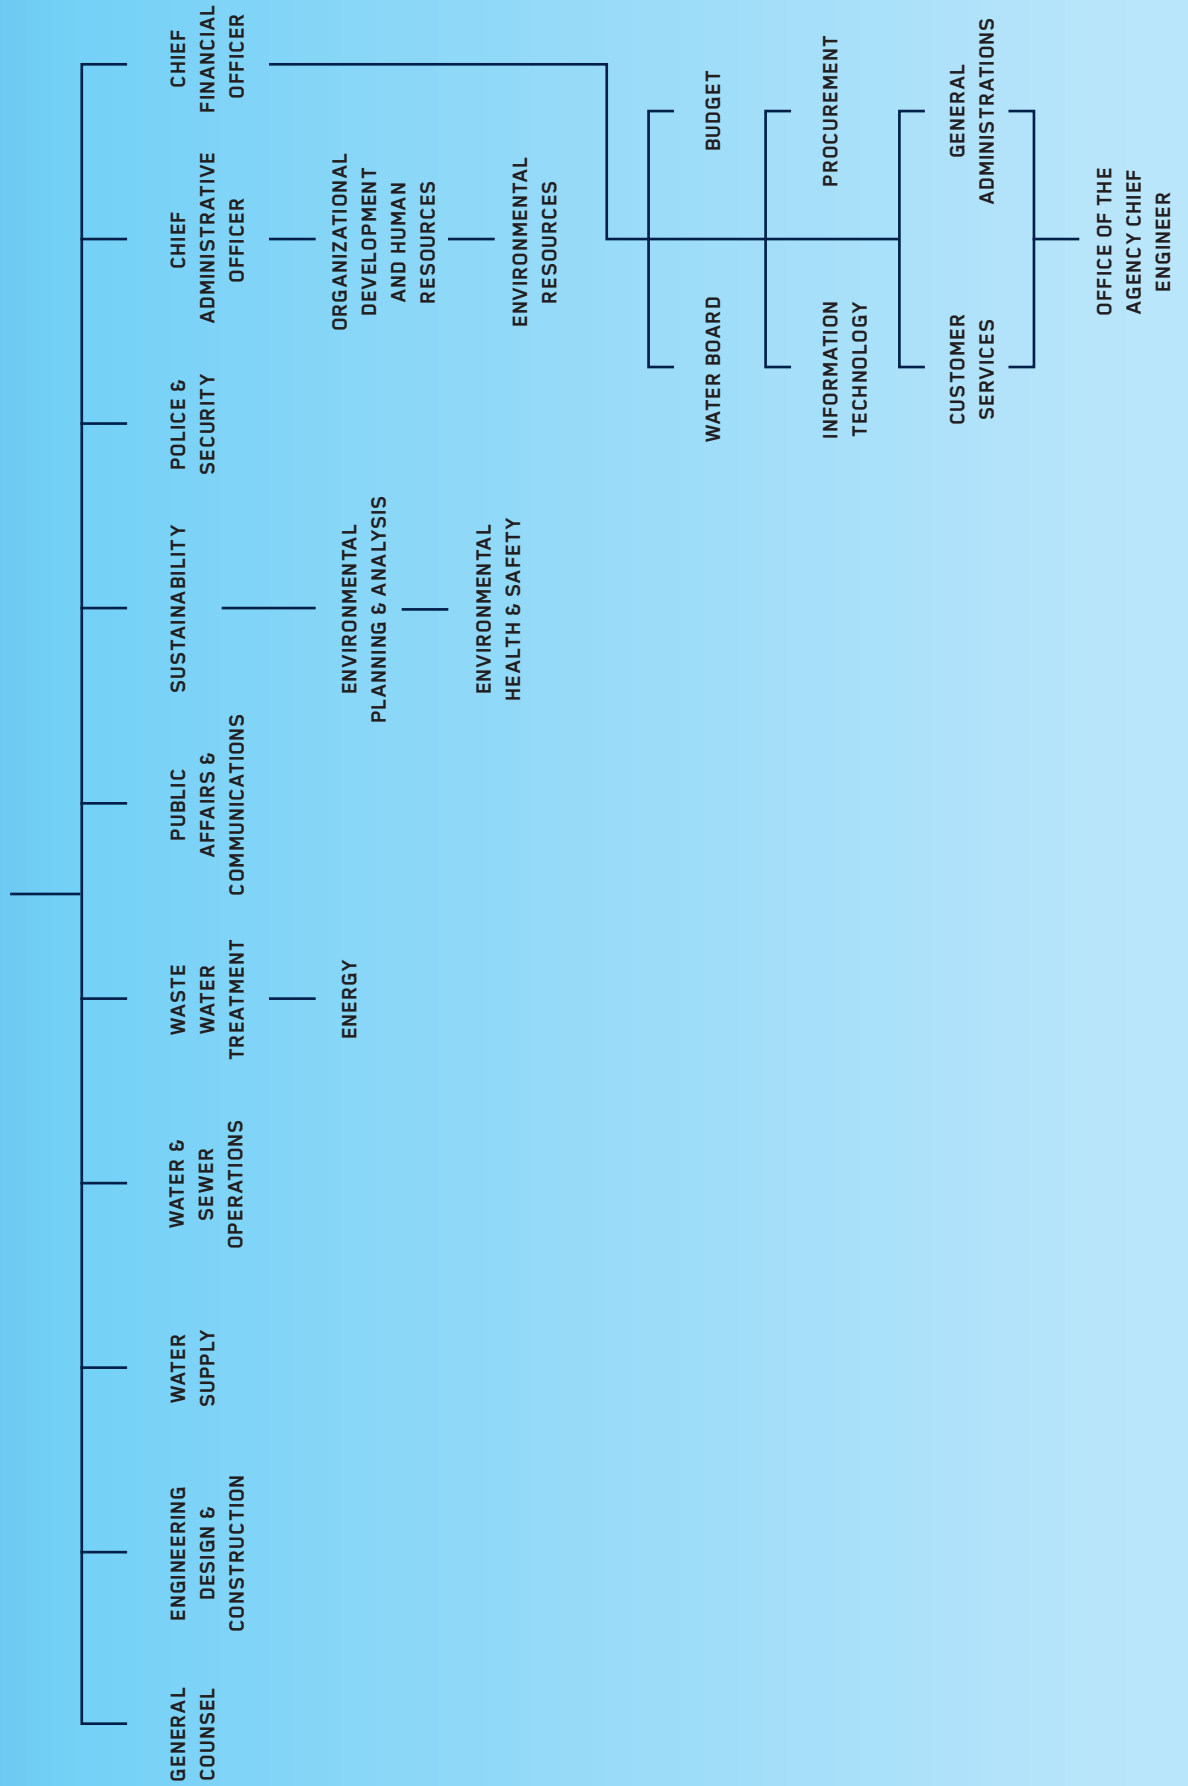 GENERAL
COUNSEL
ENGINEERING
DESIGN &
CONSTRUCTION
WATER
SUPPLY
WATER &
SEWER
OPERATIONS
WASTE
WATER
TREATMENT
PUBLIC
AFFAIRS &
COMMUNICATIONS
SUSTAINABILITY
POLICE &
SECURITY
CHIEF
ADMINISTRATIVE
OFFICER
CHIEF
FINANCIAL
OFFICER
ENERGY
ENVIRONMENTAL
PLANNING & ANALYSIS
ORGANIZATIONAL
DEVELOPMENT
AND HUMAN
RESOURCES
ENVIRONMENTAL
HEALTH & SAFETY
ENVIRONMENTAL
RESOURCES
WATER BOARD
BUDGET
INFORMATION
TECHNOLOGY
PROCUREMENT
CUSTOMER
SERVICES
GENERAL
ADMINISTRATIONS
OFFICE OF THE
AGENCY CHIEF
ENGINEER